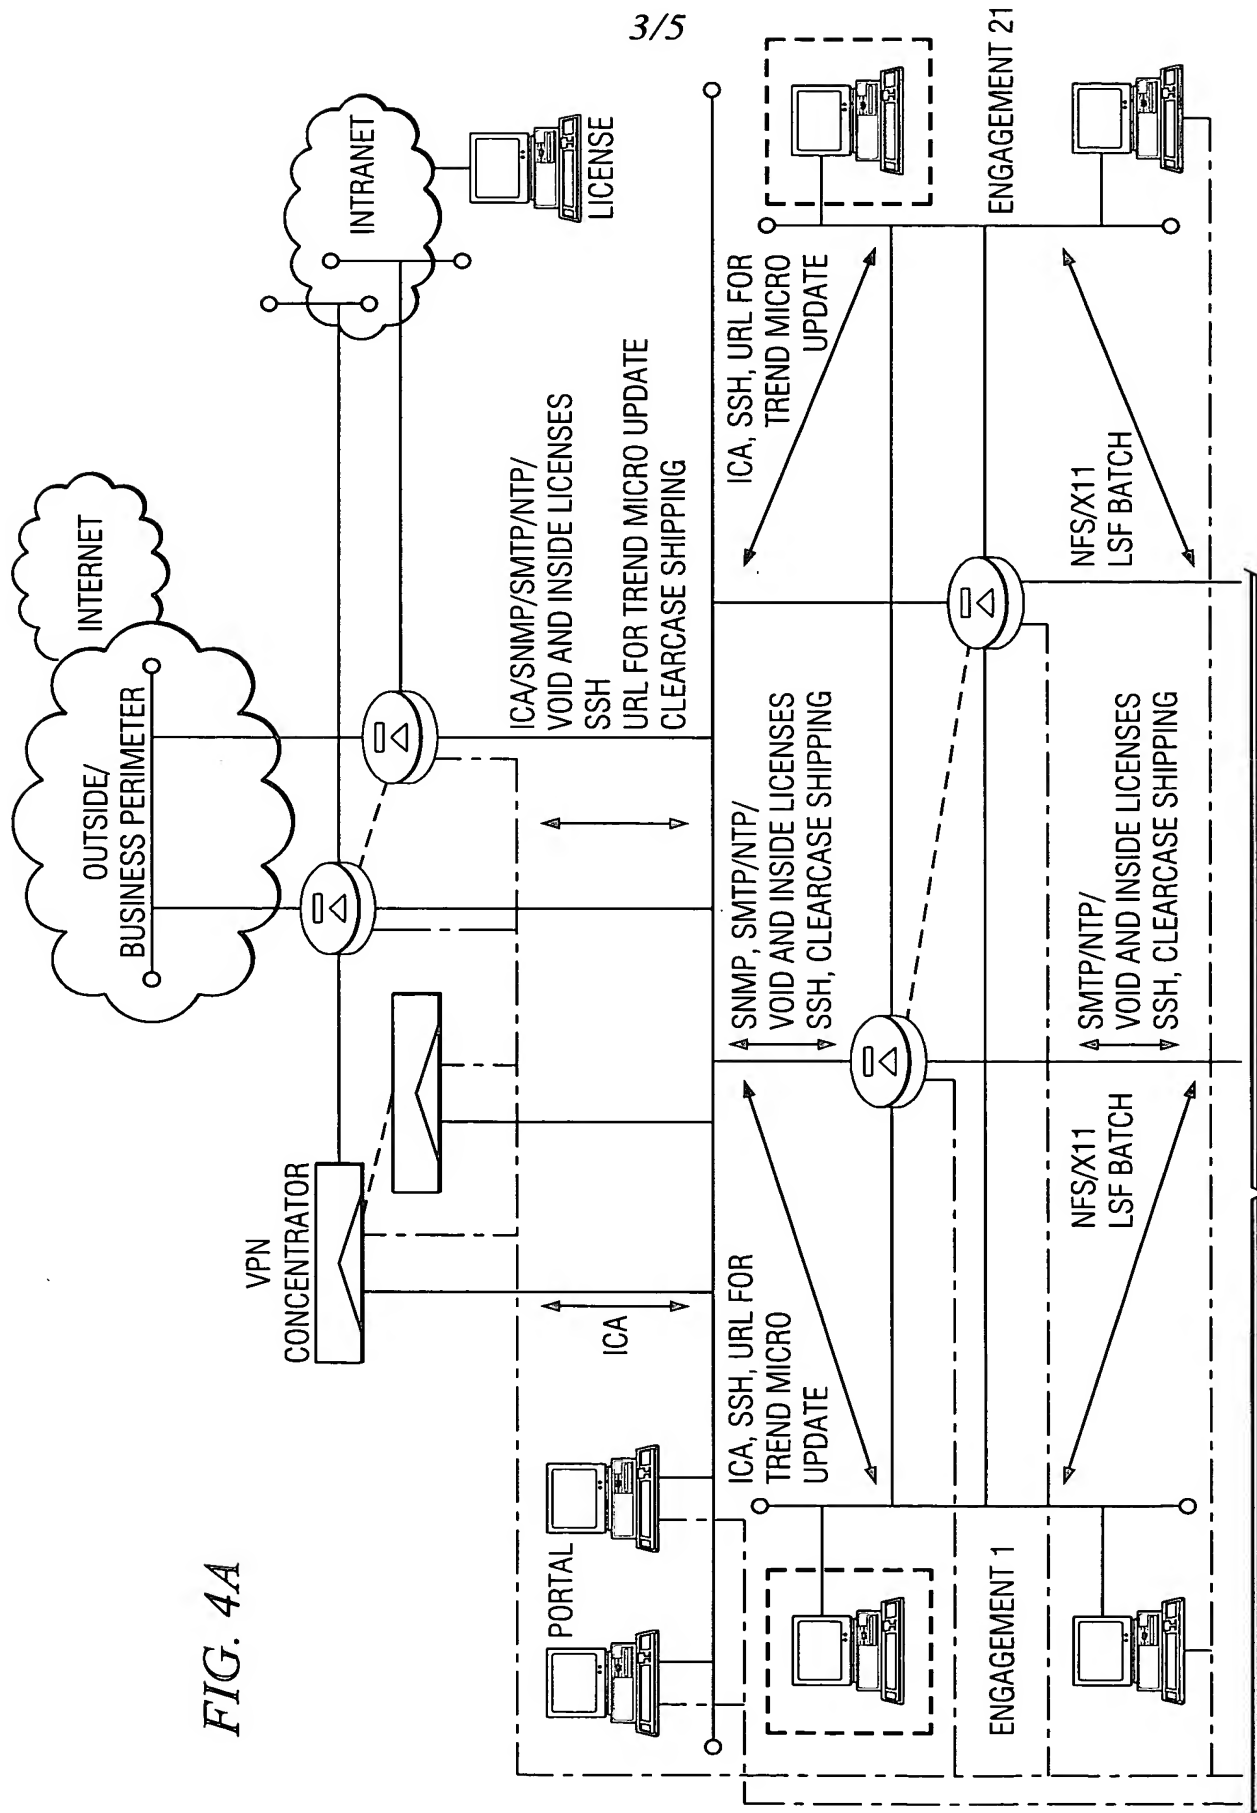 3/5
FIG. 4A
OUTSIDE/
BUSINESS PERIMETER
INTERNET
INTRANET
LICENSE
VPN
CONCENTRATOR
PORTAL
ICA
ICA/SNMP/SMTP/NTP/
VOID AND INSIDE LICENSES
SSH
URL FOR TREND MICRO UPDATE
CLEARCASE SHIPPING
ICA, SSH, URL FOR
TREND MICRO
UPDATE
SNMP, SMTP/NTP/
VOID AND INSIDE LICENSES
SSH, CLEARCASE SHIPPING
ICA, SSH, URL FOR
TREND MICRO
UPDATE
ENGAGEMENT 1
ENGAGEMENT 21
NFS/X11
LSF BATCH
SMTP/NTP/
VOID AND INSIDE LICENSES
SSH, CLEARCASE SHIPPING
NFS/X11
LSF BATCH